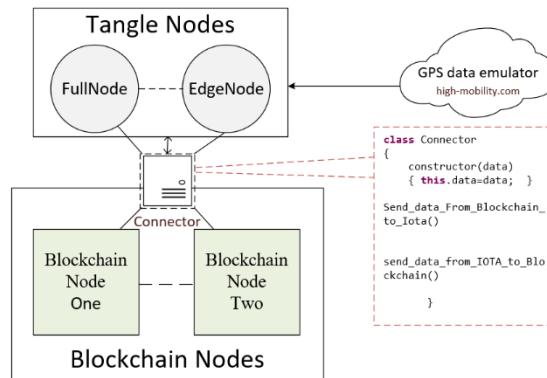 Tangle Nodes
FullNode
EdgeNode
GPS data emulator
high-mobility.com
Connector
Blockchain
Node
One
Blockchain
Node
Two
Blockchain Nodes
class Connector
{
constructor(data)
{ this.data=data; }
Send_data_From_Blockchain_
to_Iota()
send_data_from_IOTA_to_Blo
ckchain()
}